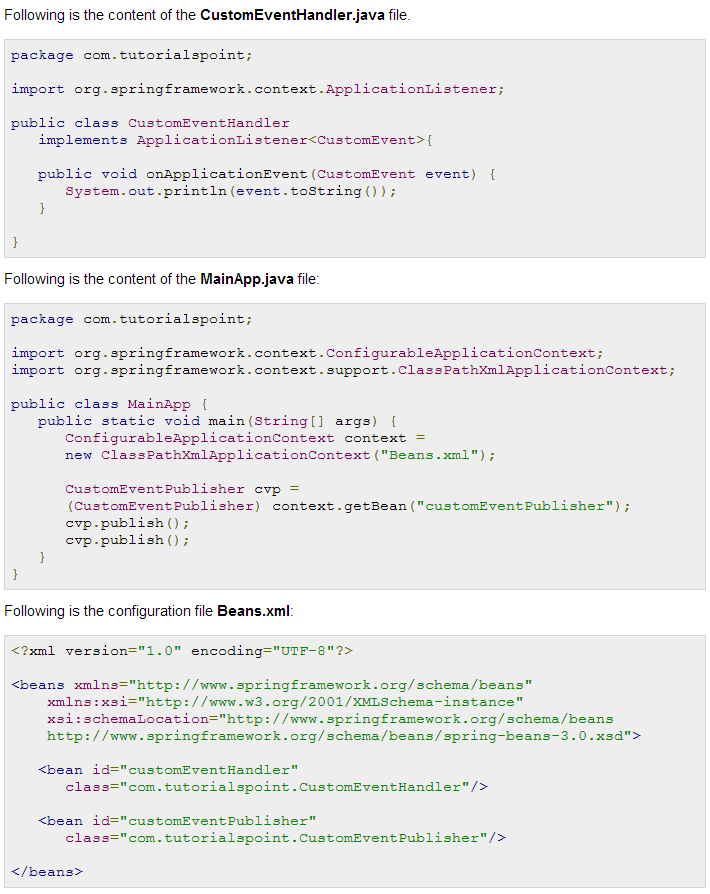 Following is the content of the CustomEventHandler.java file.
package com.tutorialspoint;
import org.springframework.context.ApplicationListener;
public class CustomEventHandler
implements ApplicationListener<CustomEvent>{
public void onApplicationEvent(CustomEvent event) {
System.out.println(event.toString());
}
}
Following is the content of the MainApp.java file:
package com.tutorialspoint;
import org.springframework.context.ConfigurableApplicationContext;
import org.springframework.context.support.ClassPathXmlApplicationContext;
public class MainApp {
public static void main(String[] args) {
ConfigurableApplicationContext context =
new ClassPathXmlApplicationContext("Beans.xml");
CustomEventPublisher cvp =
(CustomEventPublisher) context.getBean("customEventPublisher");
cvp.publish();
cvp.publish();
}
}
Following is the configuration file Beans.xml:
<?xml version="1.0" encoding="UTF-8"?>
<beans xmlns="http://www.springframework.org/schema/beans"
xmlns:xsi="http://www.w3.org/2001/XMLSchema-instance"
xsi:schemaLocation="http://www.springframework.org/schema/beans
http://www.springframework.org/schema/beans/spring-beans-3.0.xsd">
<bean id="customEventHandler"
class="com.tutorialspoint.CustomEventHandler"/>
<bean id="customEventPublisher"
class="com.tutorialspoint.CustomEventPublisher"/>
</beans>